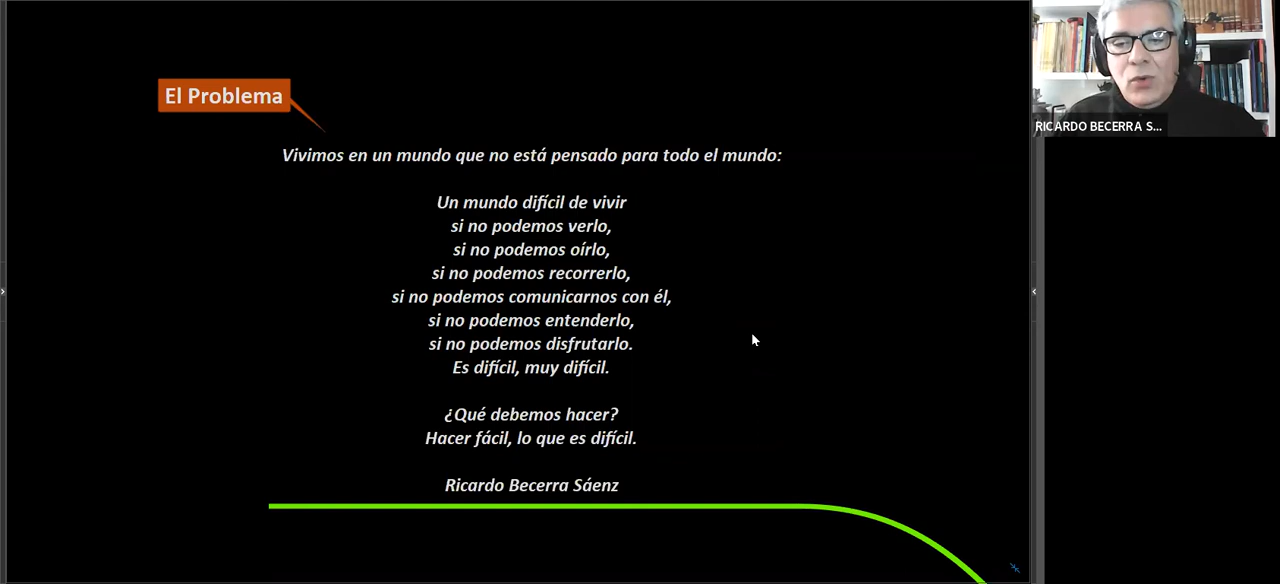 El Problema
RICARDO BECERRA S...
Vivimos en un mundo que no está pensado para todo el mundo:
Un mundo difícil de vivir
si no podemos verlo,
si no podemos oírlo,
si no podemos recorrerlo,
si no podemos comunicarnos con él,
si no podemos entenderlo,
si no podemos disfrutarlo.
Es difícil, muy difícil.
¿Qué debemos hacer?
Hacer fácil, lo que es difícil.
Ricardo Becerra Sáenz